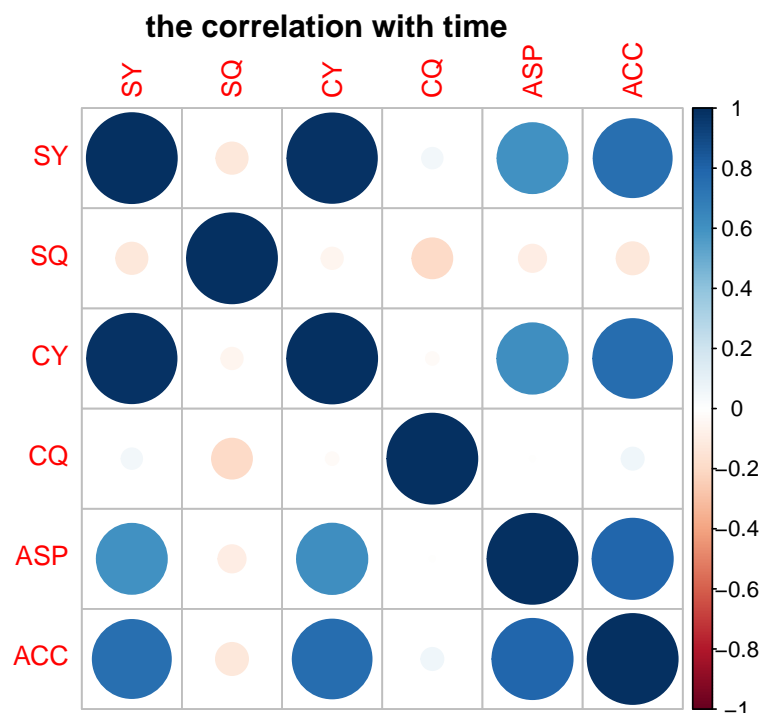 the correlation with time
SY SQ CY CQ ASP ACC
SY
SQ
CY
CQ
ASP
ACC
1
0.8
0.6
0.4
0.2
0
−0.2
−0.4
−0.6
−0.8
−1